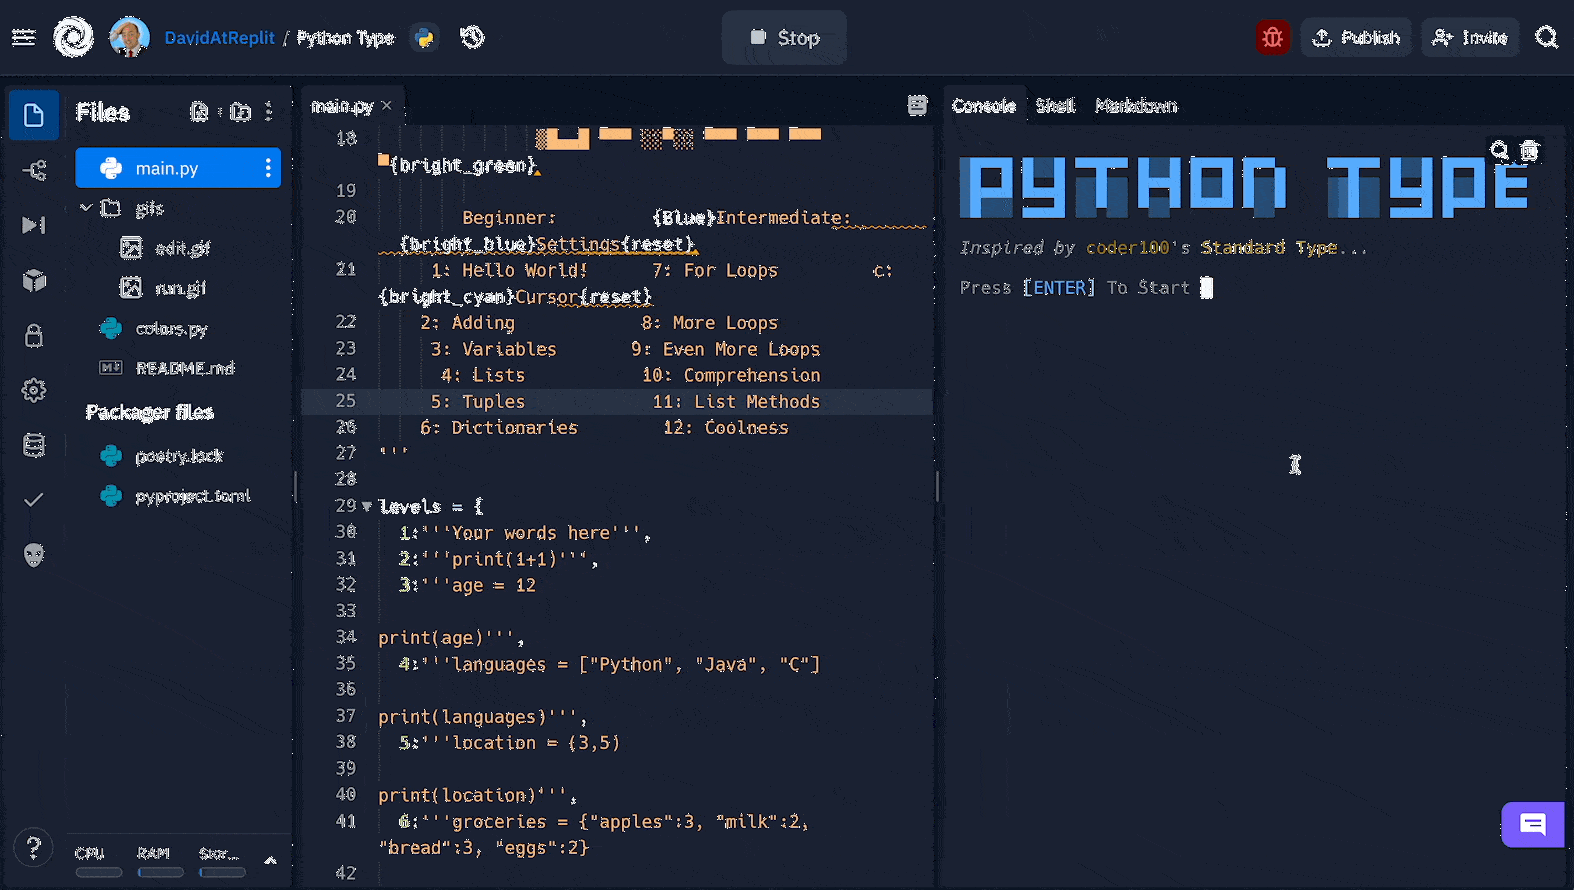 DavidAtReplit / Python Type
Stop
Publish
Invite
Files
main.py
gifs
edit.gif
run.gif
colors.py
README.md
Packager files
poetry.lock
pyproject.toml
CPU
RAM
Stor...
?
main.py ×
18
{bright_green}
19
20 Beginner: {Blue}Intermediate:
{bright_blue}Settings{reset}
21 1: Hello World! 7: For Loops c:
{bright_cyan}Cursor{reset}
22 2: Adding 8: More Loops
23 3: Variables 9: Even More Loops
24 4: Lists 10: Comprehension
25 5: Tuples 11: List Methods
26 6: Dictionaries 12: Coolness
27 '''
28
29 levels = {
30 1:'''Your words here''',
31 2:'''print(1+1)''',
32 3:'''age = 12
33
34 print(age)''',
35 4:'''languages = ["Python", "Java", "C"]
36
37 print(languages)''',
38 5:'''location = (3,5)
39
40 print(location)''',
41 6:'''groceries = {"apples":3, "milk":2,
"bread":3, "eggs":2}
42
Console
Shell
Markdown
PYTHON TYPE
Inspired by coder100's Standard Type...
Press [ENTER] To Start